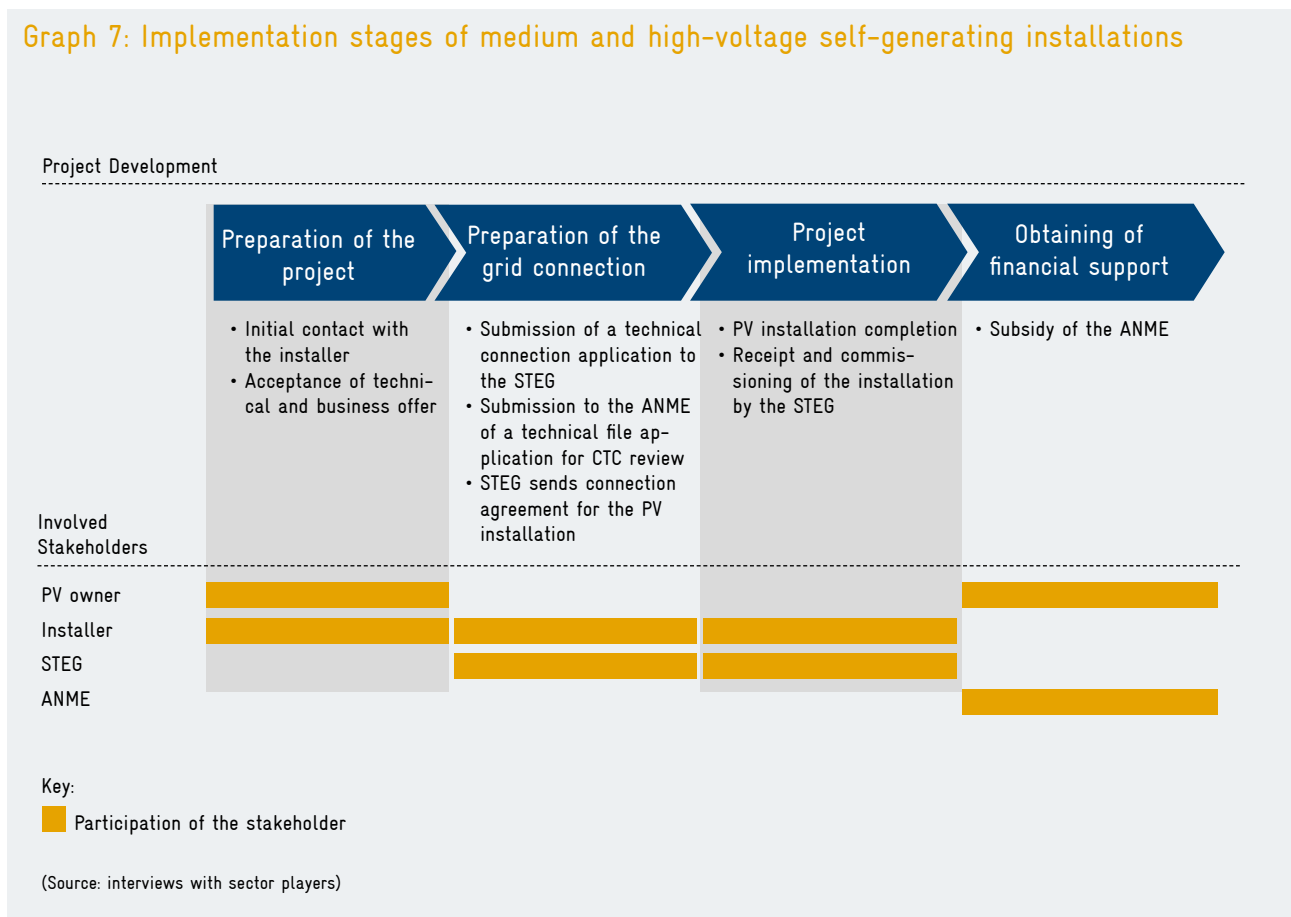 Graph 7: Implementation stages of medium and high-voltage self-generating installations
Project Development
Preparation of the
project
Preparation of the
grid connection
Project
implementation
Obtaining of
financial support
• Initial contact with
the installer
• Acceptance of techni-
cal and business offer
• Submission of a technical
connection application to
the STEG
• Submission to the ANME
of a technical file ap-
plication for CTC review
• STEG sends connection
agreement for the PV
installation
• PV installation completion
• Receipt and commis-
sioning of the installation
by the STEG
• Subsidy of the ANME
Involved
Stakeholders
PV owner
Installer
STEG
ANME
Key:
Participation of the stakeholder
(Source: interviews with sector players)